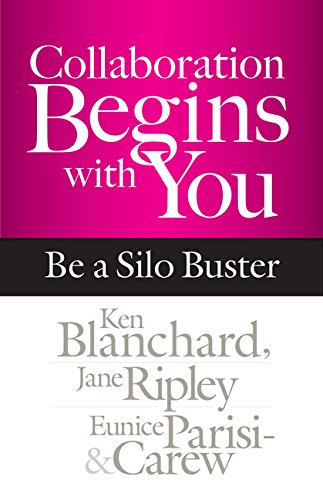 Collaboration
Begins
with You
Be a Silo Buster
Ken
Blanchard,
Jane Ripley
Eunice Parisi-
& Carew